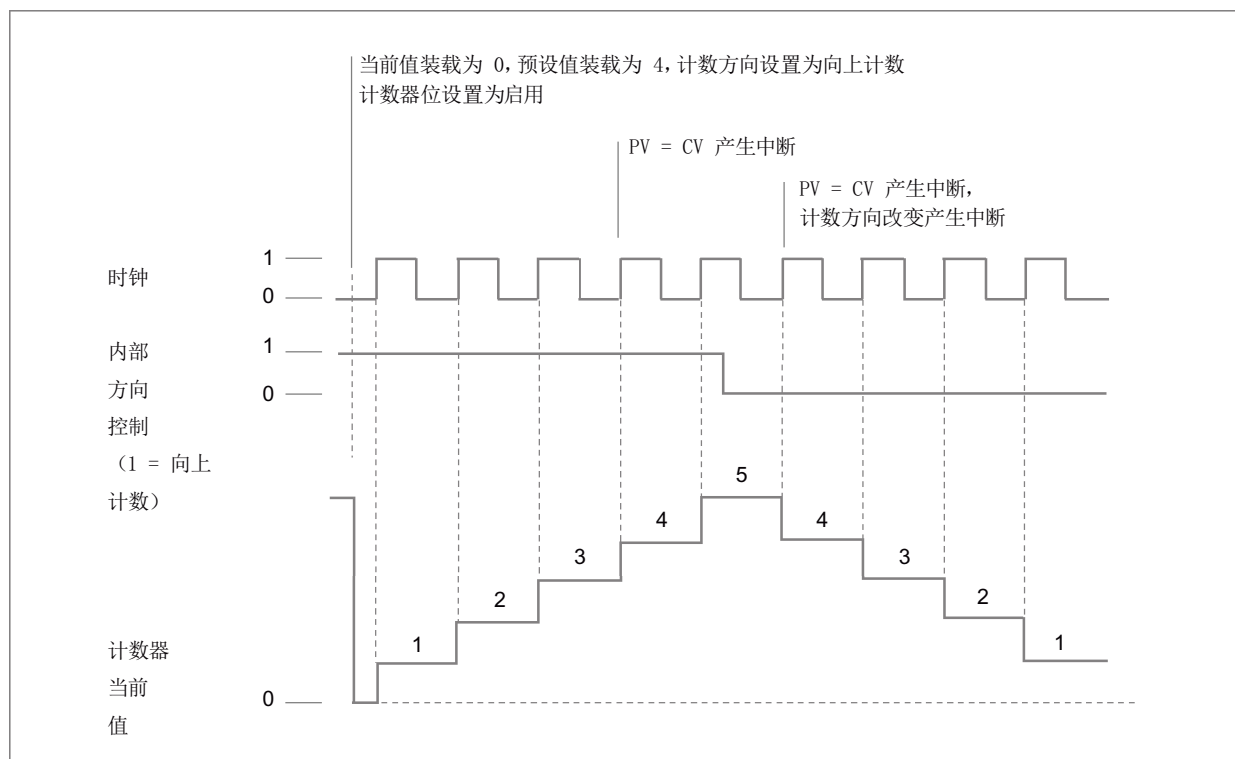 当前值装载为 0,预设值装载为 4,计数方向设置为向上计数
计数器位设置为启用
PV = CV 产生中断
PV = CV 产生中断,
计数方向改变产生中断
时钟
1
0
内部
方向
控制
(1 = 向上
计数)
1
0
计数器
当前
值
0
1
2
3
4
5
4
3
2
1